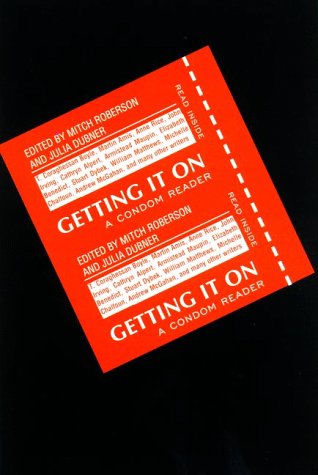 EDITED BY MITCH ROBERSON
AND JULIA DUBNER
T. Coraghessan Boyle, Martin Amis, Anne Rice, John
Irving, Cathryn Alpert, Armistead Maupin, Elizabeth
Benedict, Stuart Dybek, William Matthews, Michelle
Chalfoun, Andrew McGahan, and many other writers
GETTING IT ON
A CONDOM READER
READ INSIDE
EDITED BY MITCH ROBERSON
AND JULIA DUBNER
T. Coraghessan Boyle, Martin Amis, Anne Rice, John
Irving, Cathryn Alpert, Armistead Maupin, Elizabeth
Benedict, Stuart Dybek, William Matthews, Michelle
Chalfoun, Andrew McGahan, and many other writers
GETTING IT ON
A CONDOM READER
READ INSIDE